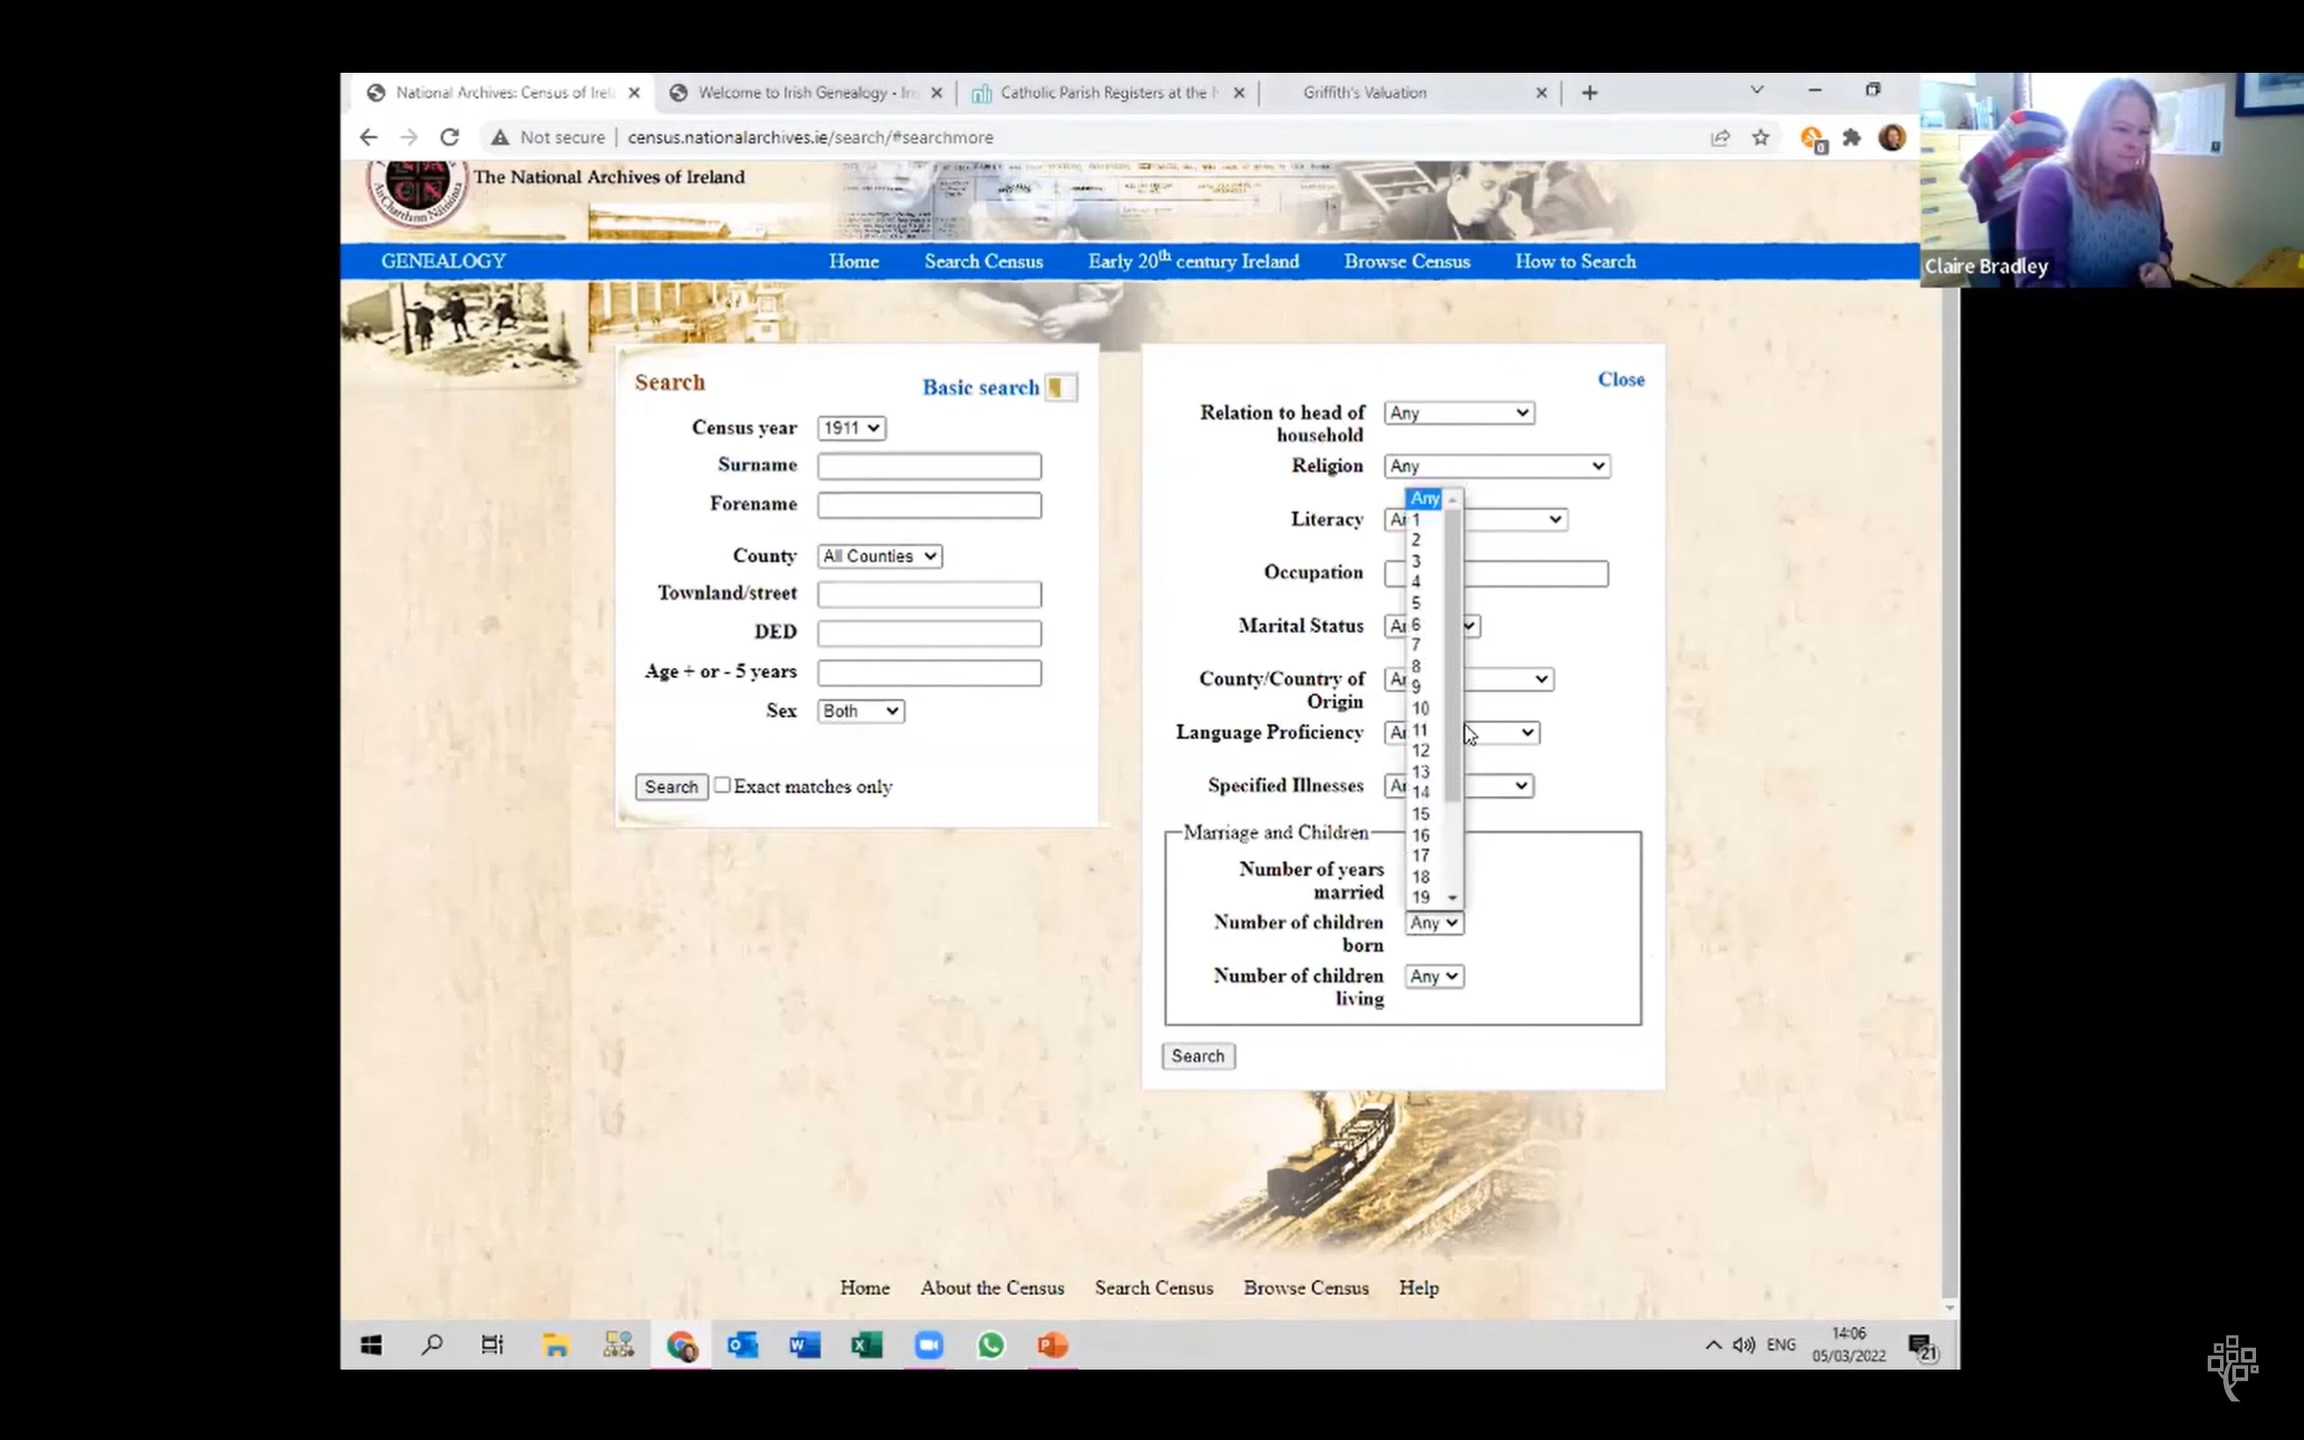 National Archives: Census of Irel
Welcome to Irish Genealogy - Iri
Catholic Parish Registers at the N
Griffith's Valuation
Not secure | census.nationalarchives.ie/search/#searchmore
0
The National Archives of Ireland
Claire Bradley
GENEALOGY
Home
Search Census
Early 20th century Ireland
Browse Census
How to Search
Search
Basic search
Census year
1911
Surname
Forename
County
All Counties
Townland/street
DED
Age + or - 5 years
Sex
Both
Search
Exact matches only
Close
Relation to head of
household
Any
Religion
Any
Literacy
Occupation
Marital Status
County/Country of
Origin
Language Proficiency
Specified Illnesses
Any
1
2
3
4
5
6
7
8
9
10
11
12
13
14
15
16
17
18
19
Marriage and Children
Number of years
married
Number of children
born
Any
Number of children
living
Any
Search
Home
About the Census
Search Census
Browse Census
Help
ENG
14:06
05/03/2022
21